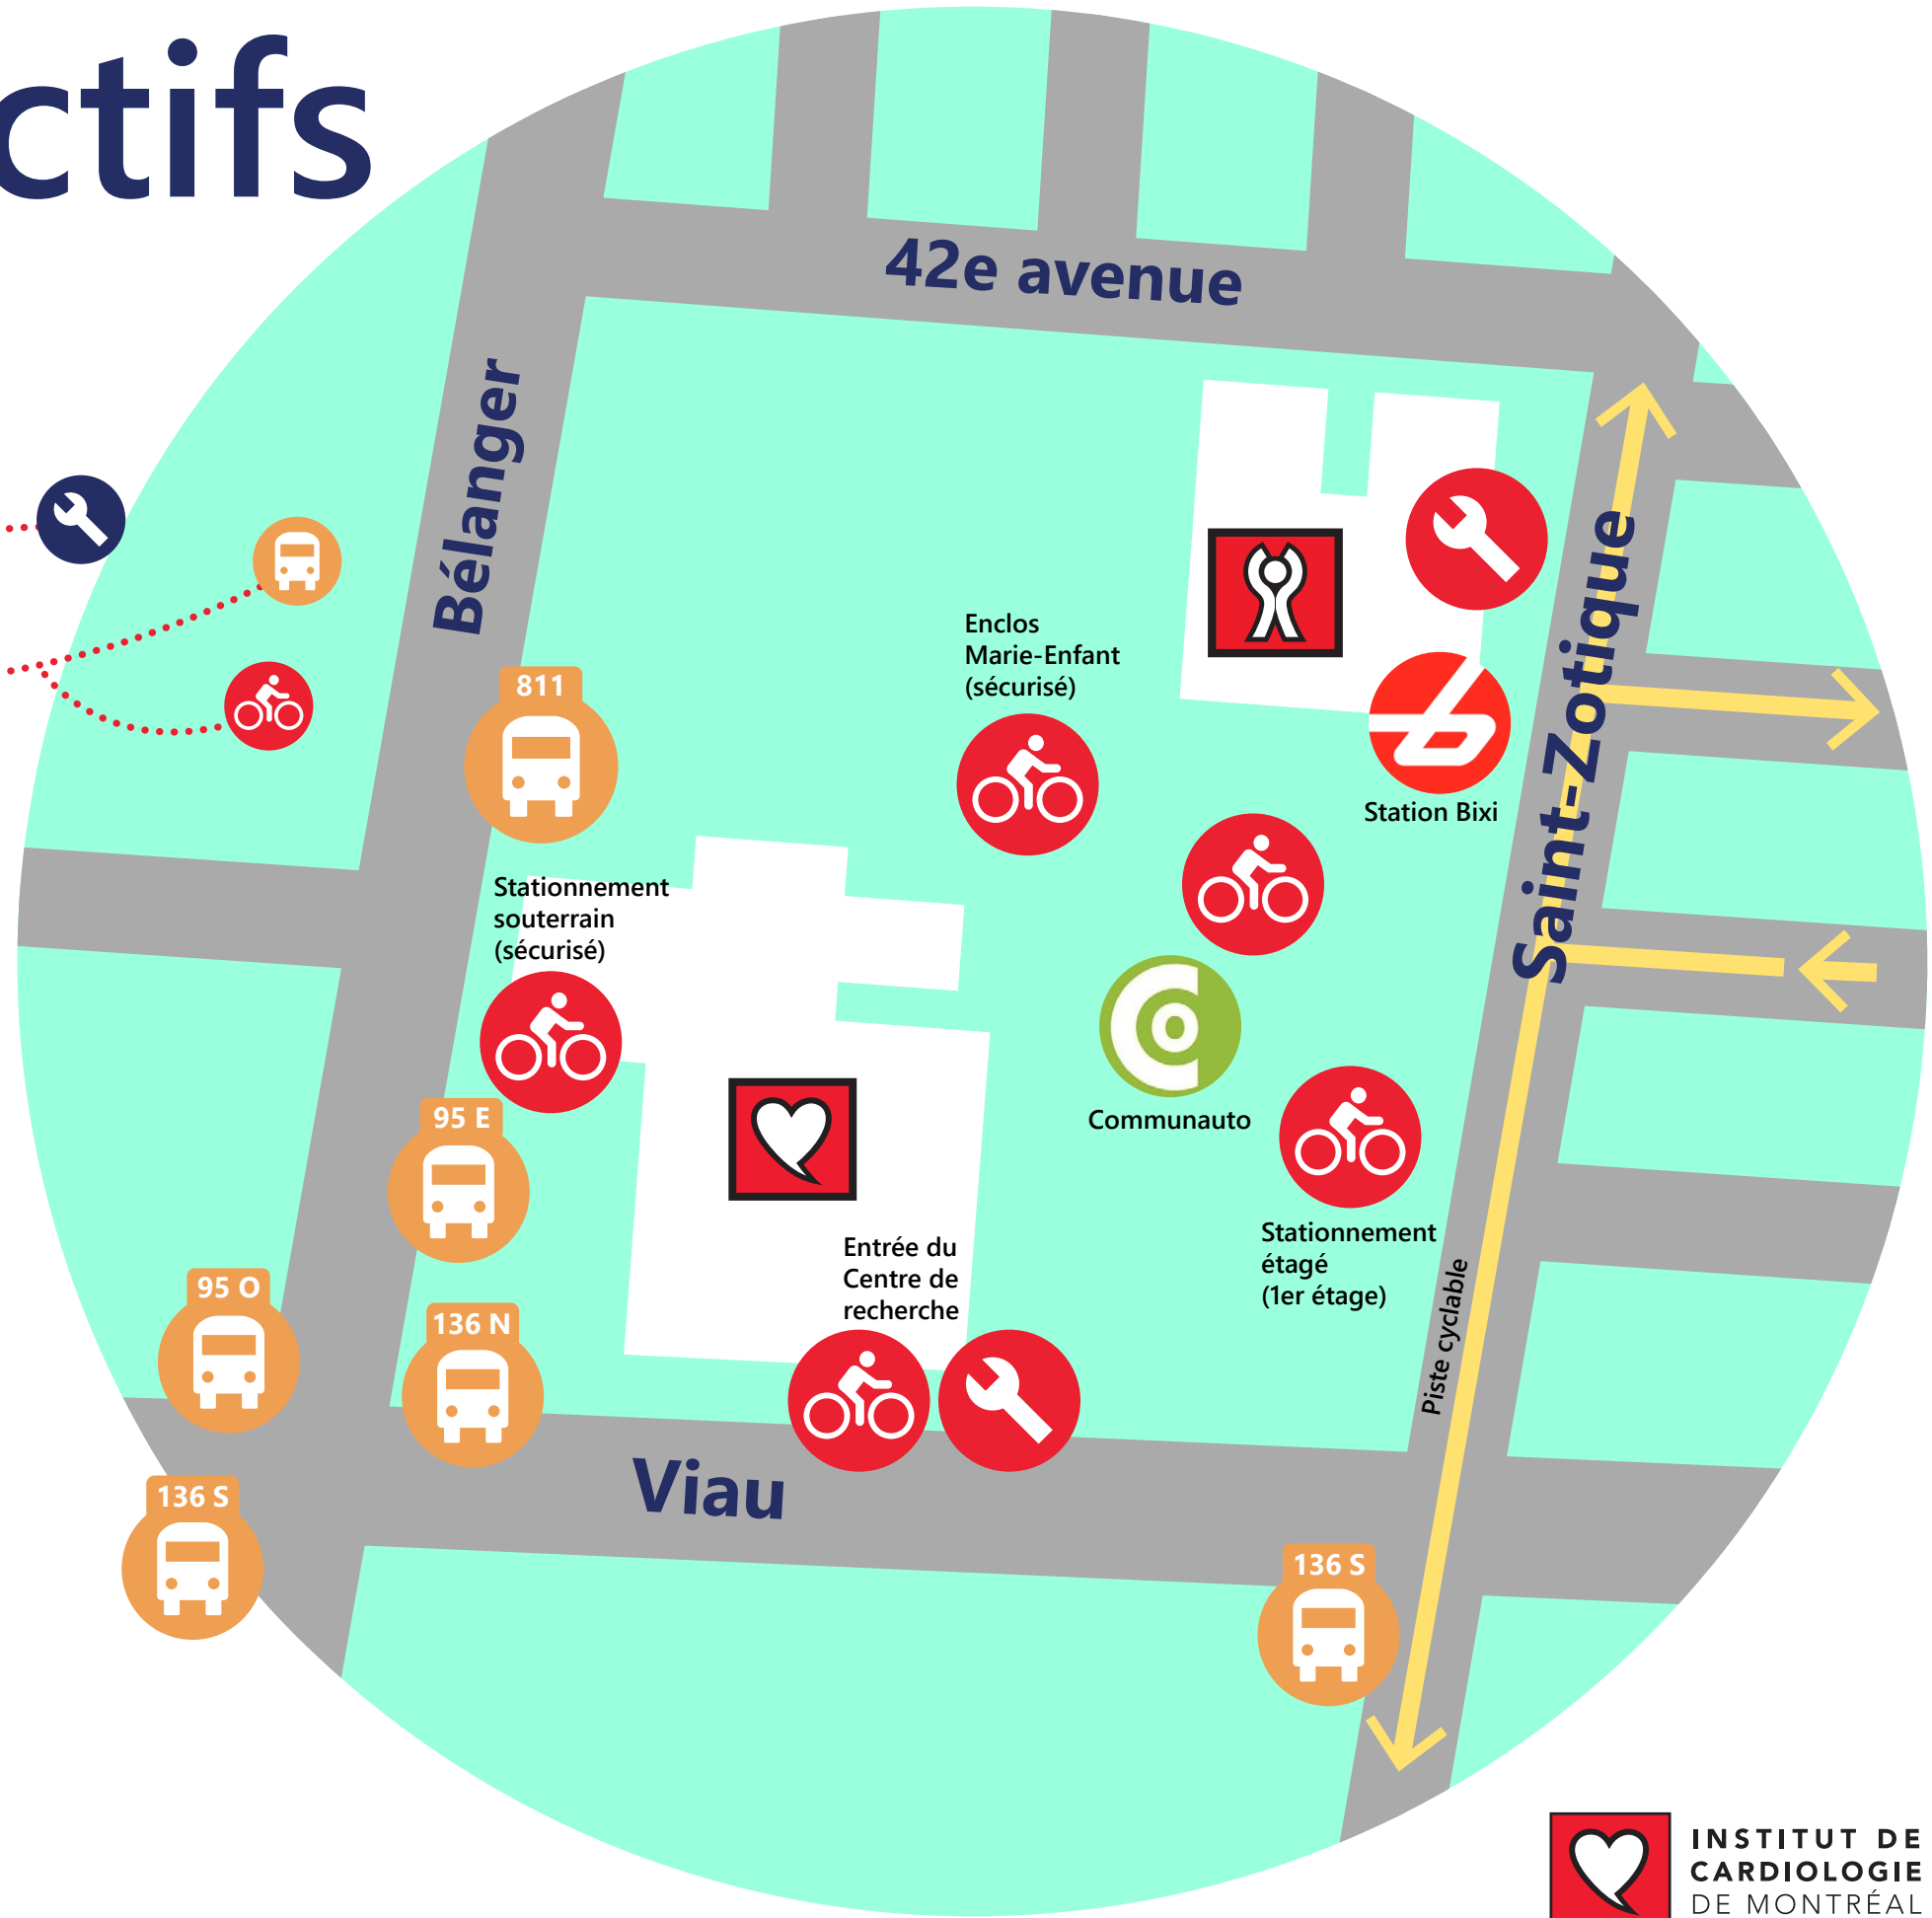 ctifs
42e avenue
Bélanger
Saint-Zotique
Enclos
Marie-Enfant
(sécurisé)
811
Station Bixi
Stationnement
souterrain
(sécurisé)
95 E
Communauto
Stationnement
étagé
(1er étage)
Piste cyclable
Entrée du
Centre de
recherche
95 O
136 N
Viau
136 S
136 S
INSTITUT DE
CARDIOLOGIE
DE MONTRÉAL